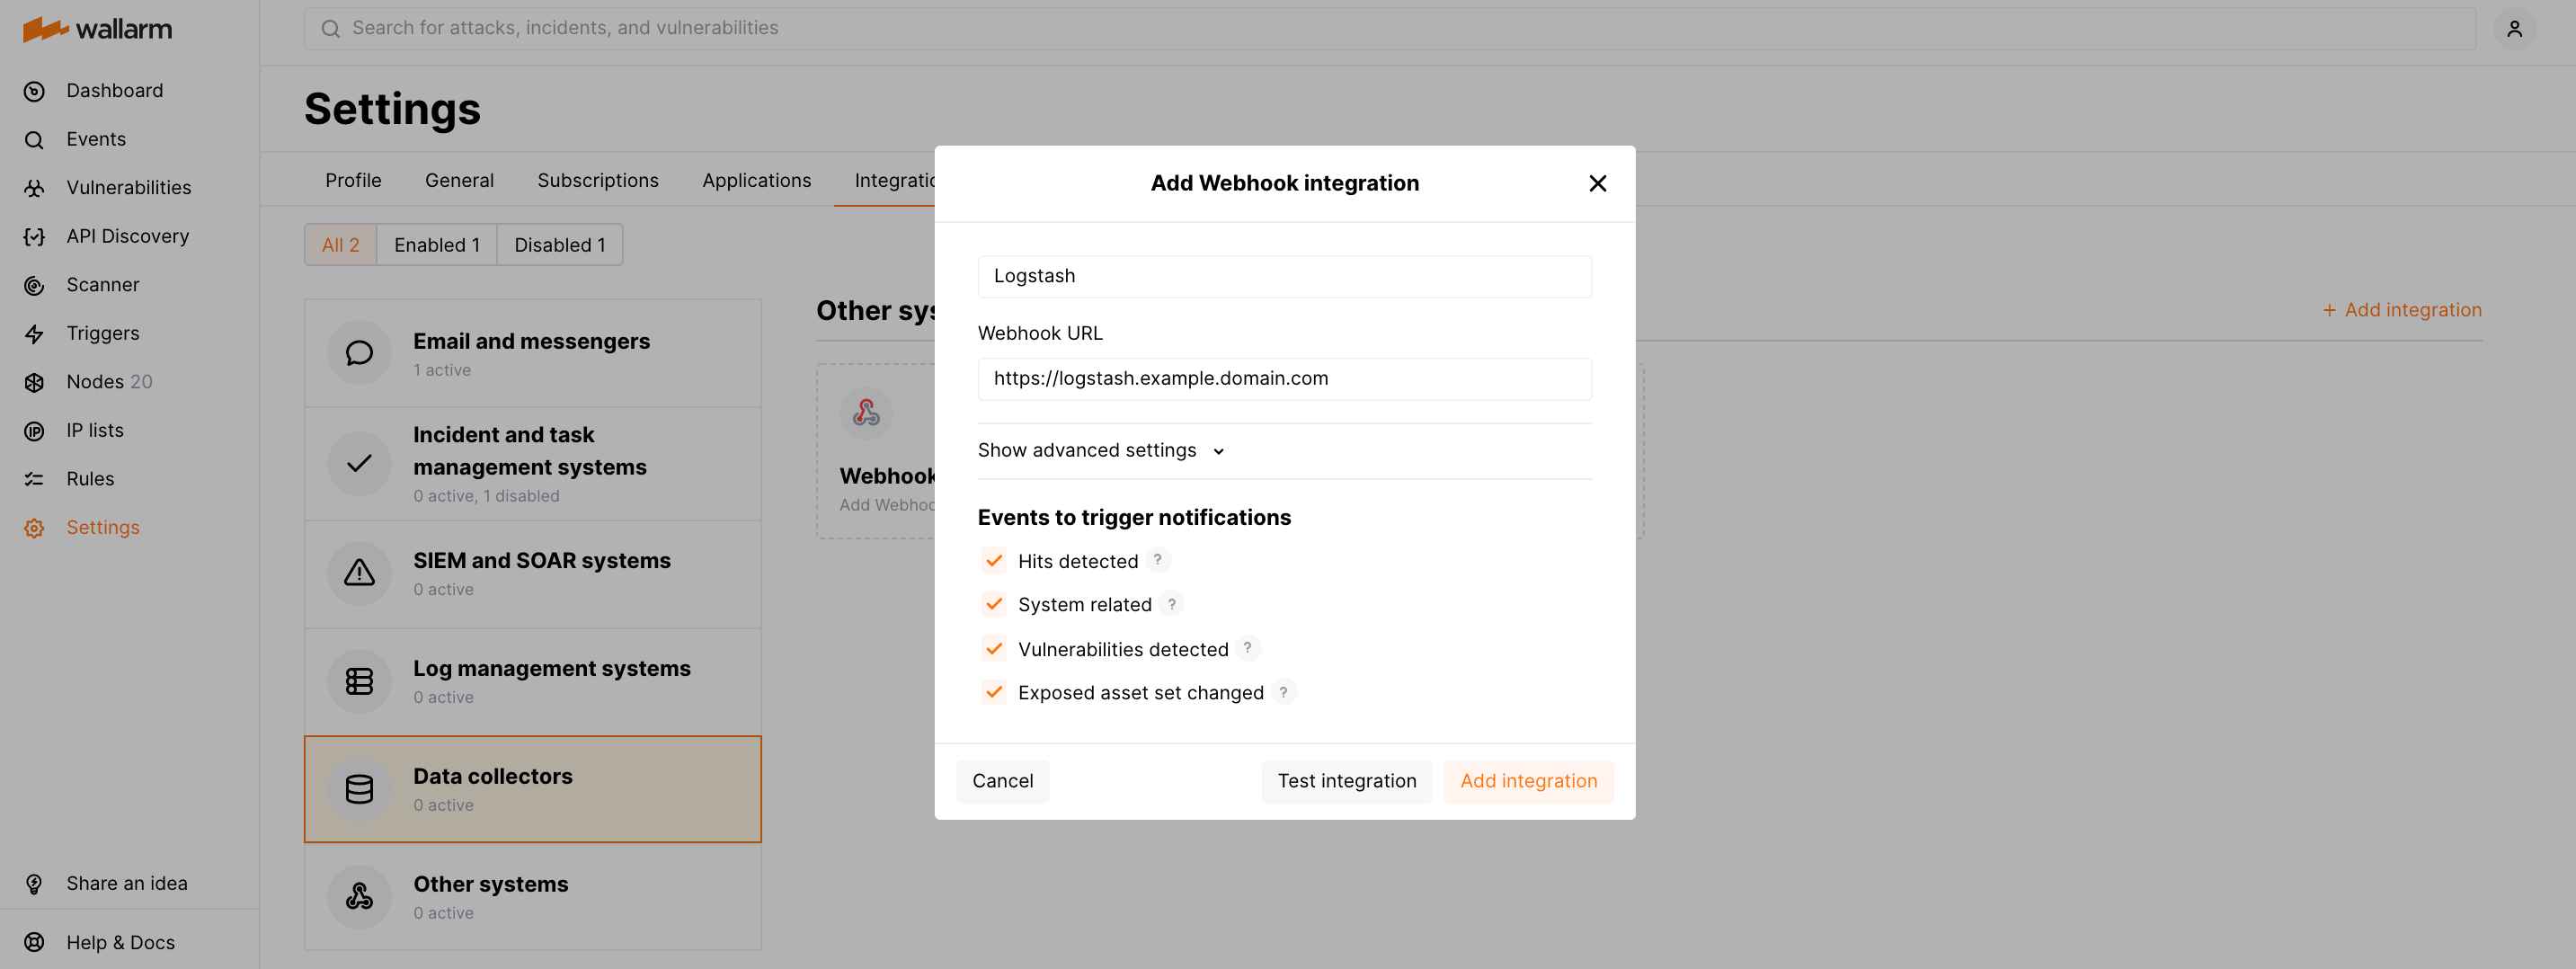 wallarm
Search for attacks, incidents, and vulnerabilities
Dashboard
Events
Vulnerabilities
API Discovery
Scanner
Triggers
Nodes 20
IP lists
Rules
Settings
Share an idea
Help & Docs
Settings
Profile
General
Subscriptions
Applications
Integratio
All 2
Enabled 1
Disabled 1
Email and messengers
1 active
Incident and task
management systems
0 active, 1 disabled
SIEM and SOAR systems
0 active
Log management systems
0 active
Data collectors
0 active
Other systems
0 active
Other sys
+ Add integration
Webhook
Add Webhoo
Add Webhook integration
Logstash
Webhook URL
https://logstash.example.domain.com
Show advanced settings
Events to trigger notifications
Hits detected ?
System related ?
Vulnerabilities detected ?
Exposed asset set changed ?
Cancel
Test integration
Add integration